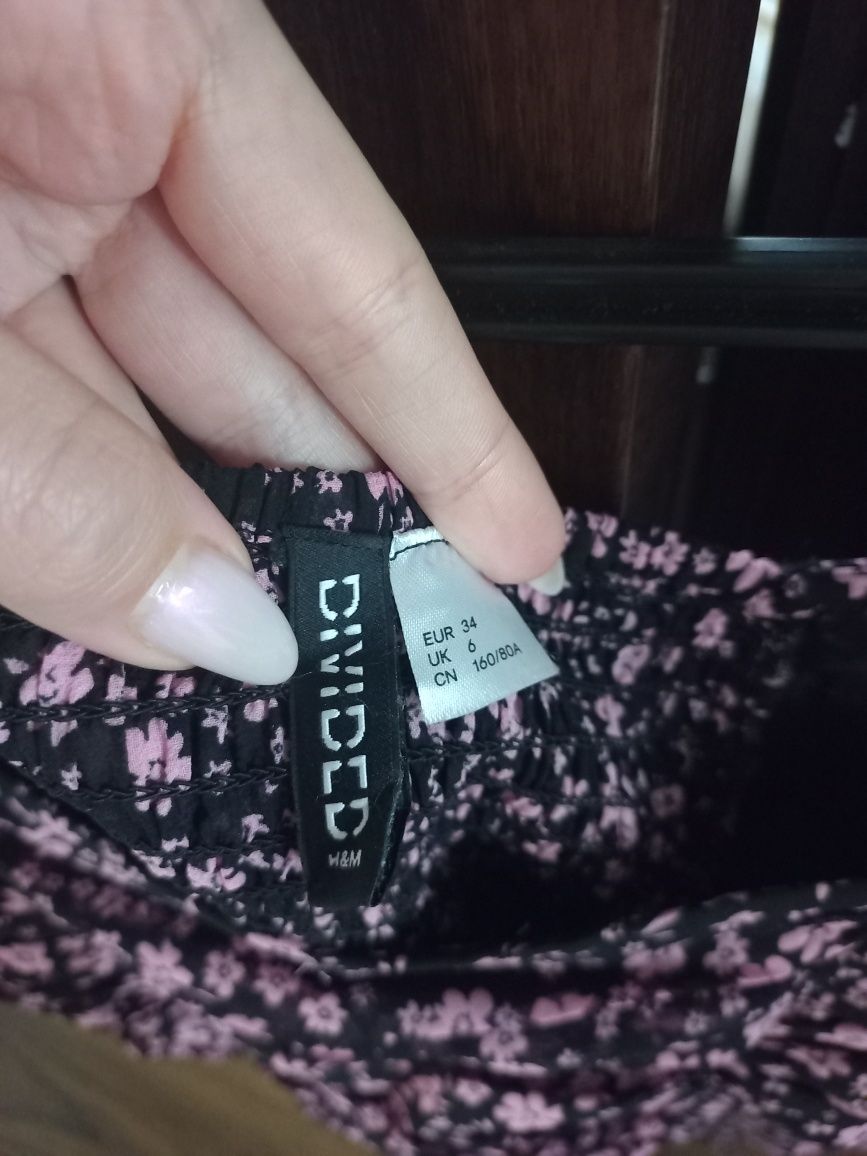 DIVIDED
H&M
EUR 34
UK 6
CN 160/80A